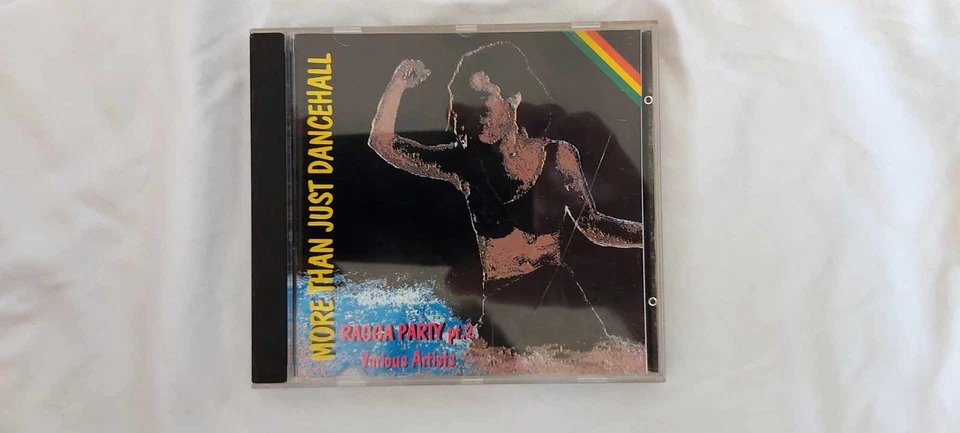 MORE THAN JUST DANCEHALL
RAGGA PARTY pt.2
Various Artists